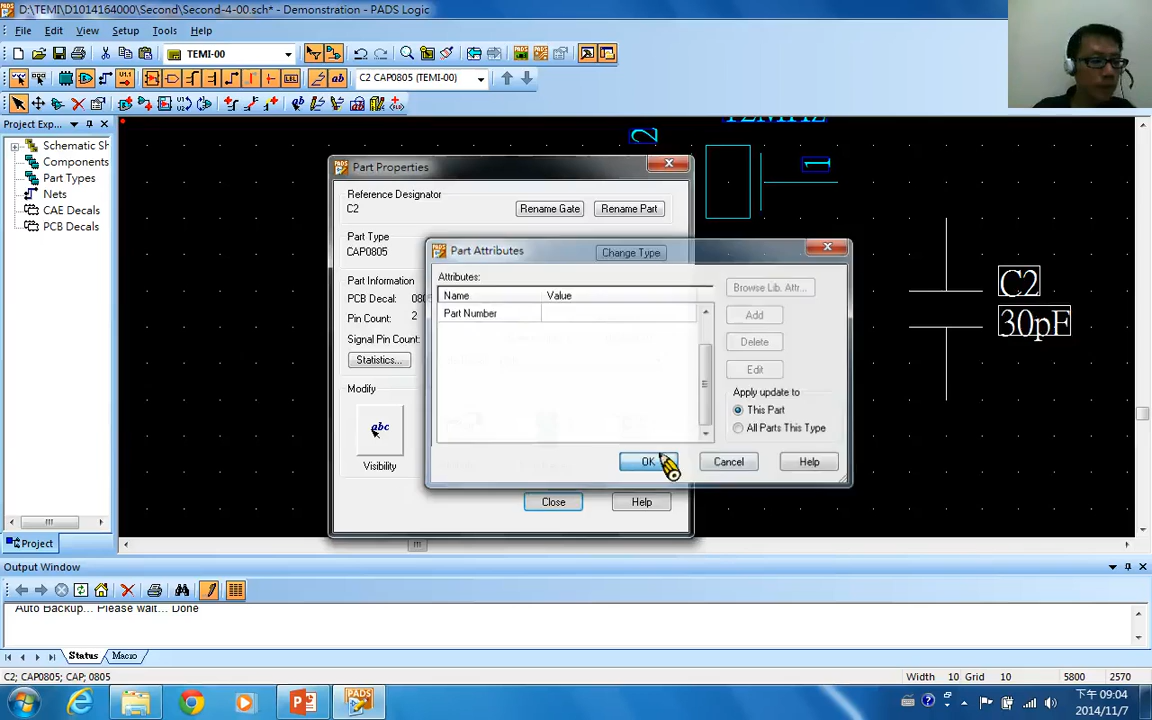 D:\TEMI\D1014164000\Second\Second-4-00.sch* - Demonstration - PADS Logic
File Edit View Setup Tools Help
TEMI-00
C2 CAP0805 (TEMI-00)
Project Exp...
Schematic Sh
Components
Part Types
Nets
CAE Decals
PCB Decals
Project
2
12MHz
1
C2
30pF
Part Properties
Reference Designator
C2
Rename Gate
Rename Part
Part Type
CAP0805
Change Type
Part Information
PCB Decal: 080
Pin Count: 2
Signal Pin Count:
Statistics...
Modify
abc
Visibility
Close
Help
Part Attributes
Attributes:
Name Value
Part Number
Browse Lib. Attr...
Add
Delete
Edit
Apply update to
This Part
All Parts This Type
OK
Cancel
Help
Output Window
Auto Backup... Please wait... Done
Status Macro
C2; CAP0805; CAP; 0805
Width 10 Grid 10 5800 2570
下午 09:04
2014/11/7